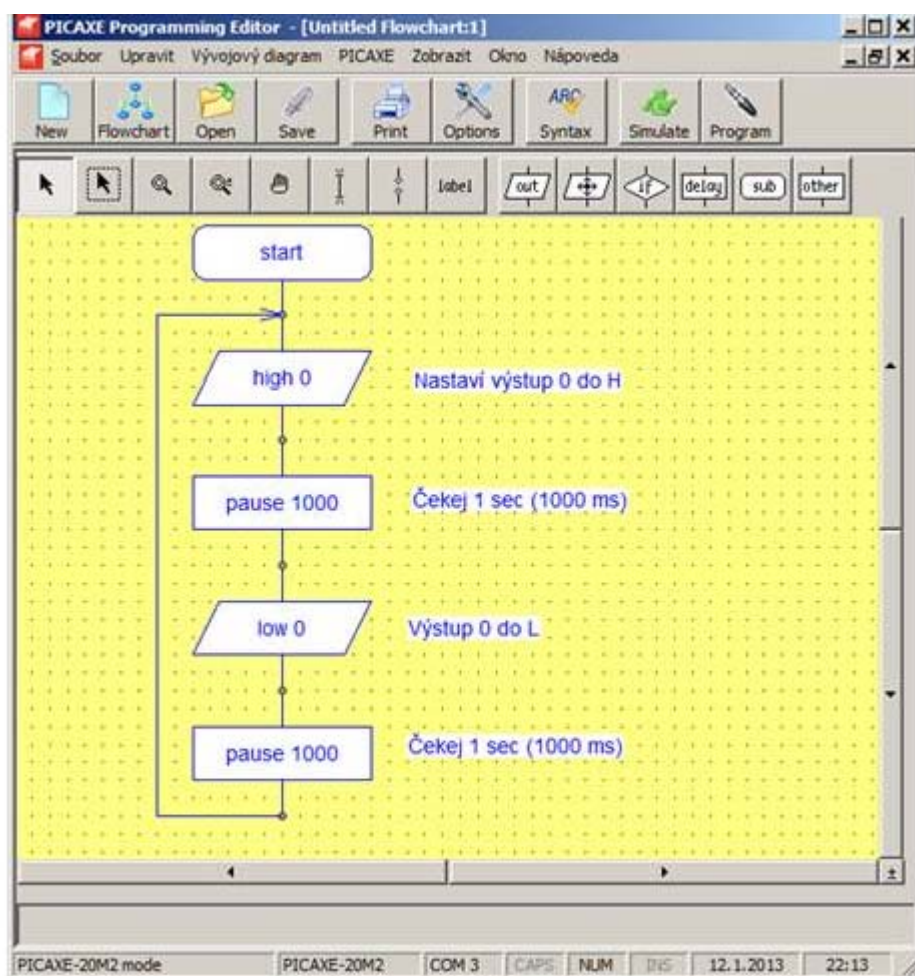 PICAXE Programming Editor - [Untitled Flowchart:1]
Soubor Upravit Vývojový diagram PICAXE Zobrazit Okno Nápoveda
New Flowchart Open Save Print Options Syntax Simulate Program
ABC
label out if delay sub other
start
high 0 Nastaví výstup 0 do H
pause 1000 Čekej 1 sec (1000 ms)
low 0 Výstup 0 do L
pause 1000 Čekej 1 sec (1000 ms)
PICAXE-20M2 mode PICAXE-20M2 COM 3 CAPS NUM INS 12.1.2013 22:13